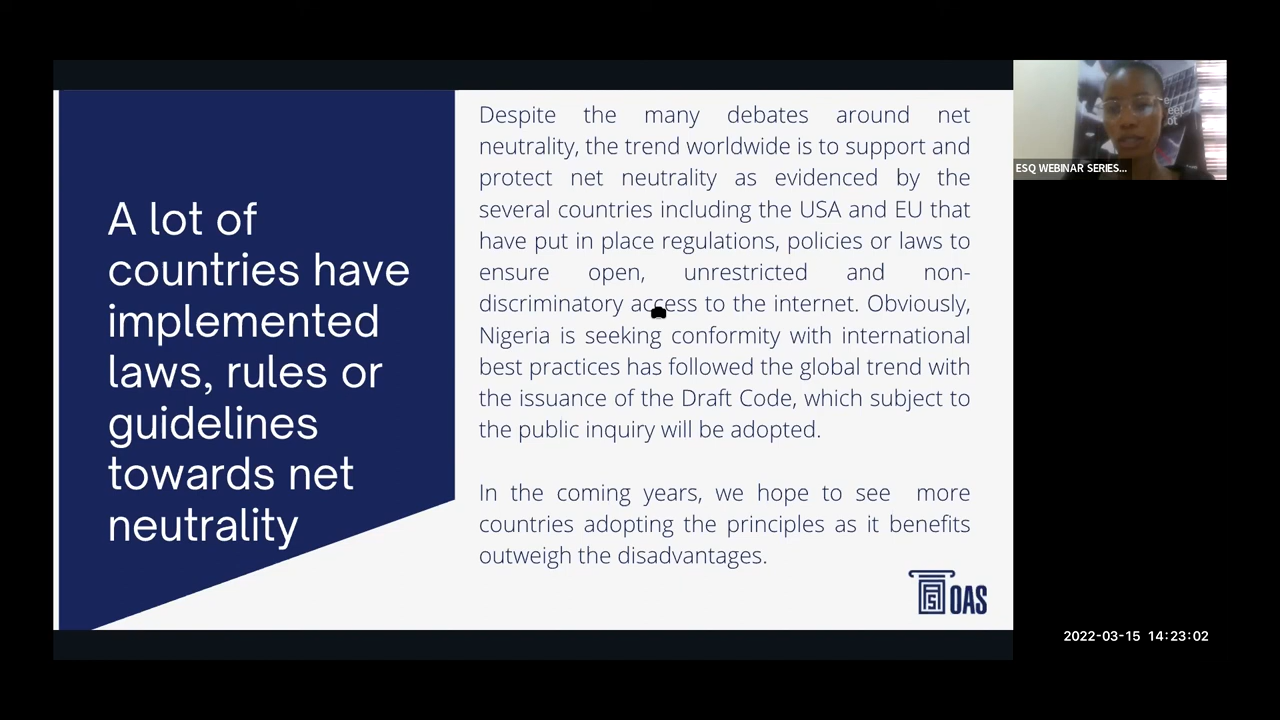 A lot of
countries have
implemented
laws, rules or
guidelines
towards net
neutrality
Despite the many debates around net
neutrality, the trend worldwide is to support and
protect net neutrality as evidenced by the
several countries including the USA and EU that
have put in place regulations, policies or laws to
ensure open, unrestricted and non-
discriminatory access to the internet. Obviously,
Nigeria is seeking conformity with international
best practices has followed the global trend with
the issuance of the Draft Code, which subject to
the public inquiry will be adopted.
In the coming years, we hope to see more
countries adopting the principles as it benefits
outweigh the disadvantages.
OAS
ESQ WEBINAR SERIES...
2022-03-15 14:23:02